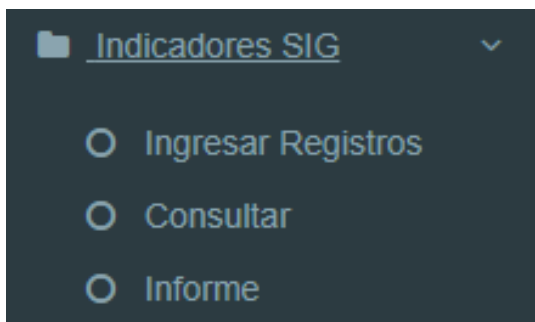 Indicadores SIG
Ingresar Registros
Consultar
Informe